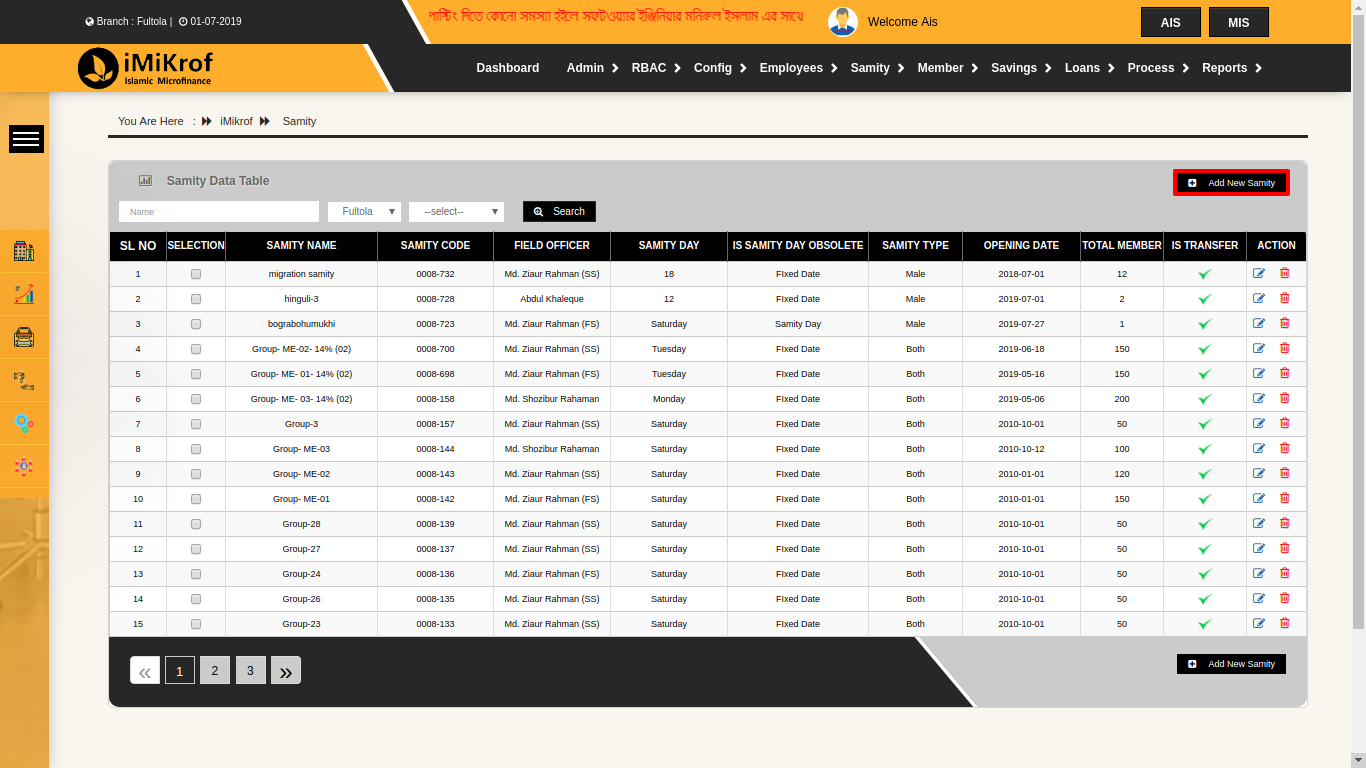 Branch : Fultola | 01-07-2019
পাস্টিং দিতে কোনো সমস্যা হইলে সফটওয়্যার ইঞ্জিনিয়ার মনিরুল ইসলাম এর সাথে
Welcome Ais
AIS MIS
iMiKrof
Islamic Microfinance
Dashboard Admin RBAC Config Employees Samity Member Savings Loans Process Reports
You Are Here : iMikrof Samity
Samity Data Table
Add New Samity
Name Fultola --select-- Search
SL NO SELECTION SAMITY NAME SAMITY CODE FIELD OFFICER SAMITY DAY IS SAMITY DAY OBSOLETE SAMITY TYPE OPENING DATE TOTAL MEMBER IS TRANSFER ACTION
1 migration samity 0008-732 Md. Ziaur Rahman (SS) 18 FIxed Date Male 2018-07-01 12
2 hinguli-3 0008-728 Abdul Khaleque 12 FIxed Date Male 2019-07-01 2
3 bograbohumukhi 0008-723 Md. Ziaur Rahman (FS) Saturday Samity Day Male 2019-07-27 1
4 Group- ME-02- 14% (02) 0008-700 Md. Ziaur Rahman (SS) Tuesday FIxed Date Both 2019-06-18 150
5 Group- ME- 01- 14% (02) 0008-698 Md. Ziaur Rahman (FS) Tuesday FIxed Date Both 2019-05-16 150
6 Group- ME- 03- 14% (02) 0008-158 Md. Shozibur Rahaman Monday FIxed Date Both 2019-05-06 200
7 Group-3 0008-157 Md. Ziaur Rahman (SS) Saturday FIxed Date Both 2010-10-01 50
8 Group- ME-03 0008-144 Md. Shozibur Rahaman Saturday FIxed Date Both 2010-10-12 100
9 Group- ME-02 0008-143 Md. Ziaur Rahman (SS) Saturday FIxed Date Both 2010-01-01 120
10 Group- ME-01 0008-142 Md. Ziaur Rahman (FS) Saturday FIxed Date Both 2010-01-01 150
11 Group-28 0008-139 Md. Ziaur Rahman (SS) Saturday FIxed Date Both 2010-10-01 50
12 Group-27 0008-137 Md. Ziaur Rahman (SS) Saturday FIxed Date Both 2010-10-01 50
13 Group-24 0008-136 Md. Ziaur Rahman (FS) Saturday FIxed Date Both 2010-10-01 50
14 Group-26 0008-135 Md. Ziaur Rahman (SS) Saturday FIxed Date Both 2010-10-01 50
15 Group-23 0008-133 Md. Ziaur Rahman (SS) Saturday FIxed Date Both 2010-10-01 50
« 1 2 3 »
Add New Samity